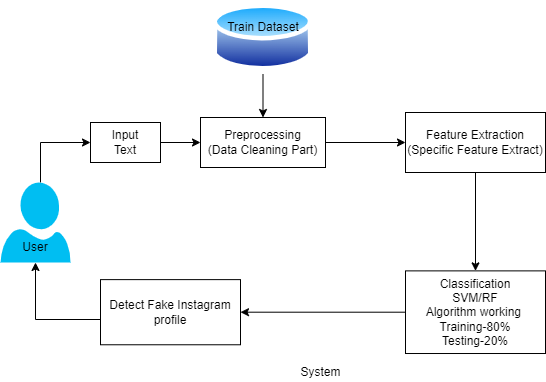 Train Dataset
Input
Text
Preprocessing
(Data Cleaning Part)
Feature Extraction
(Specific Feature Extract)
User
Classification
SVM/RF
Algorithm working
Training-80%
Testing-20%
Detect Fake Instagram
profile
System